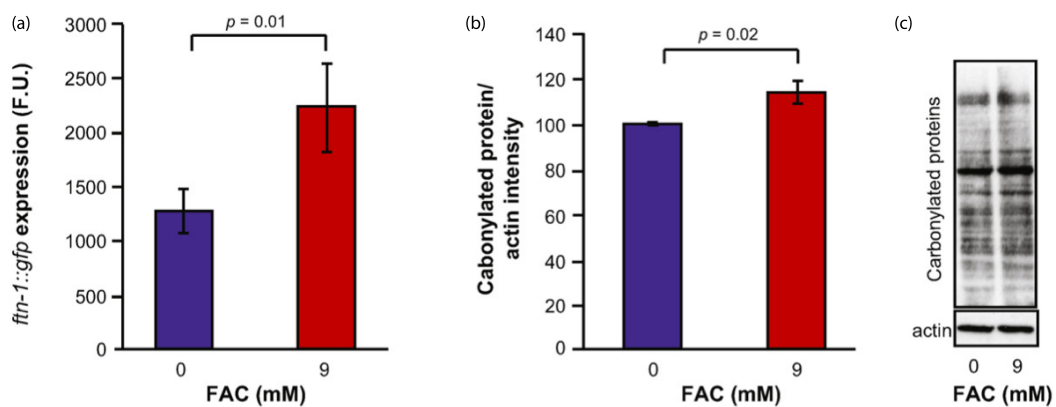 (a)
ftn-1::gfp expression (F.U.)
3000
2500
2000
1500
1000
500
0
p = 0.01
0 9
FAC (mM)
(b)
Cabonylated protein/
actin intensity
140
120
100
80
60
40
20
0
p = 0.02
0 9
FAC (mM)
(c)
Carbonylated proteins
actin
0 9
FAC (mM)